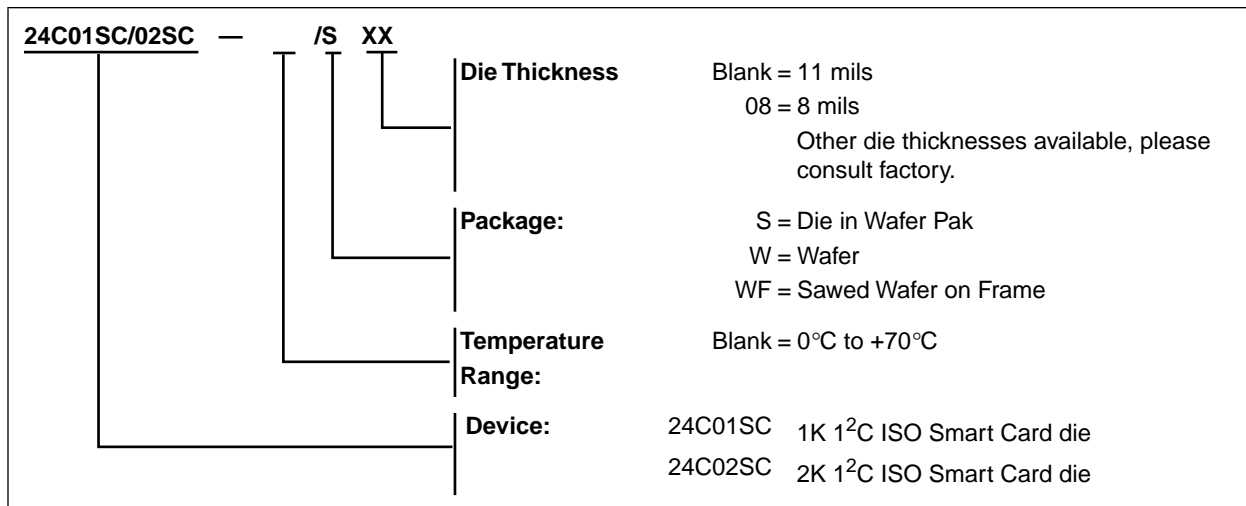 24C01SC/02SC — _ /S XX
Die Thickness Blank = 11 mils
08 = 8 mils
Other die thicknesses available, please
consult factory.
Package: S = Die in Wafer Pak
W = Wafer
WF = Sawed Wafer on Frame
Temperature Blank = 0°C to +70°C
Range:
Device: 24C01SC 1K 1²C ISO Smart Card die
24C02SC 2K 1²C ISO Smart Card die